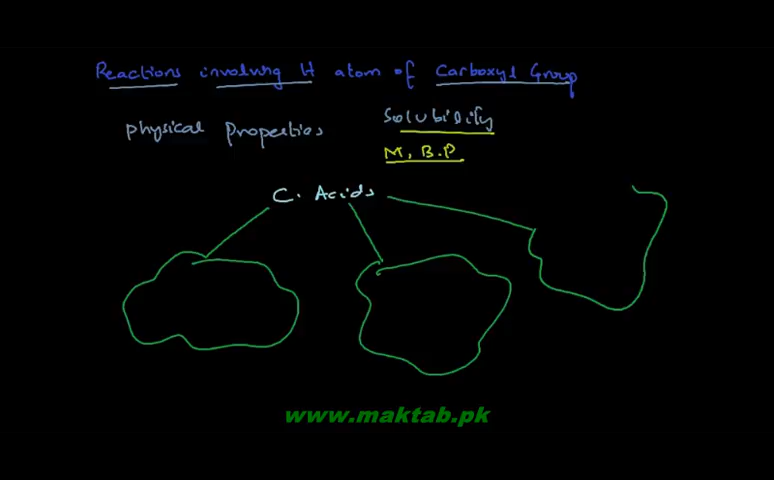 Reactions involving H atom of Carboxyl Group
Physical Properties
Solubility
M, B.P
C. Acids
www.maktab.pk